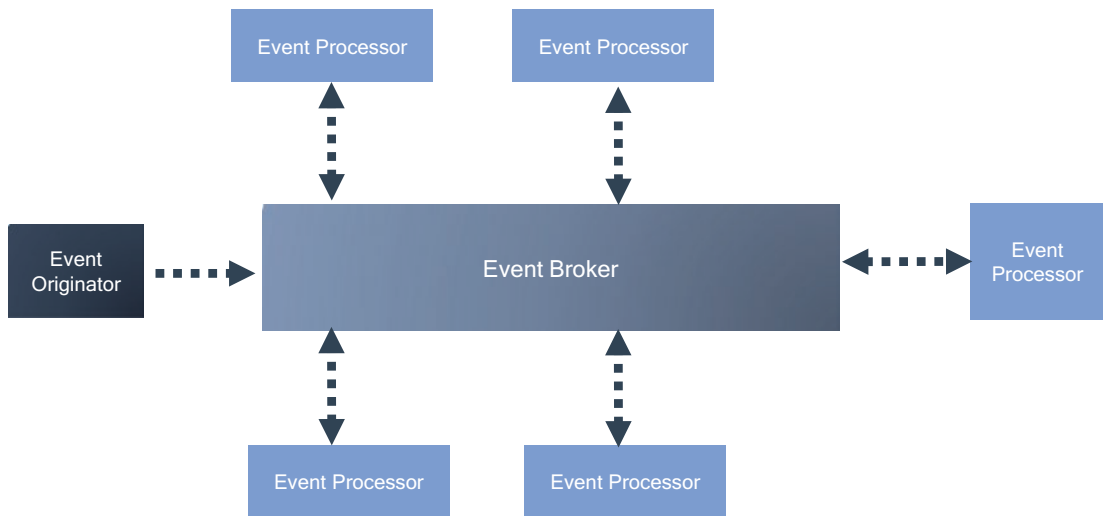 Event Processor
Event Processor
Event
Originator
Event Broker
Event
Processor
Event Processor
Event Processor